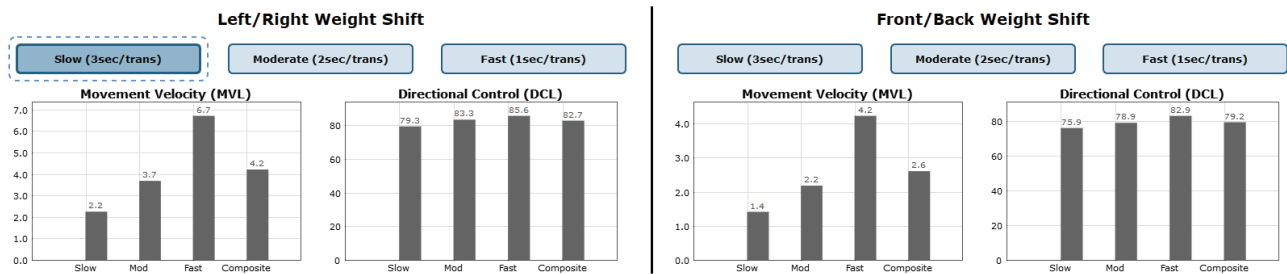 Left/Right Weight Shift
Slow (3sec/trans)
Moderate (2sec/trans)
Fast (1sec/trans)
Movement Velocity (MVL)
7.0
6.0
5.0
4.0
3.0
2.0
1.0
0.0
2.2
3.7
6.7
4.2
Slow
Mod
Fast
Composite
Directional Control (DCL)
80
60
40
20
0
79.3
83.3
85.6
82.7
Slow
Mod
Fast
Composite
Front/Back Weight Shift
Slow (3sec/trans)
Moderate (2sec/trans)
Fast (1sec/trans)
Movement Velocity (MVL)
4.0
3.0
2.0
1.0
0.0
1.4
2.2
4.2
2.6
Slow
Mod
Fast
Composite
Directional Control (DCL)
80
60
40
20
0
75.9
78.9
82.9
79.2
Slow
Mod
Fast
Composite